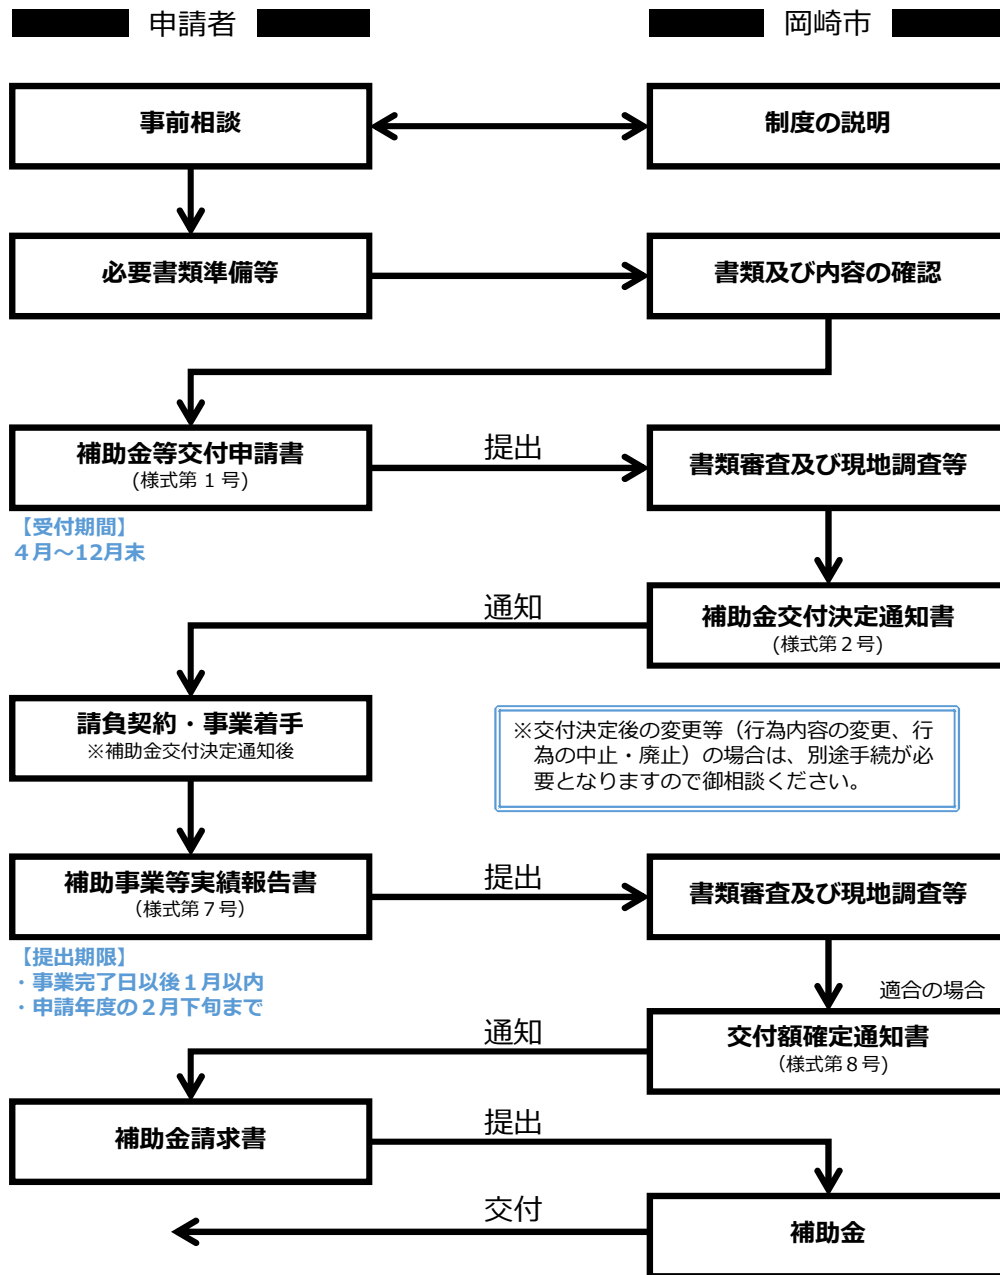 申請者
岡崎市
事前相談
制度の説明
必要書類準備等
書類及び内容の確認
補助金等交付申請書
(様式第１号)
提出
書類審査及び現地調査等
【受付期間】
４月～12月末
通知
補助金交付決定通知書
(様式第２号)
請負契約・事業着手
※補助金交付決定通知後
※交付決定後の変更等（行為内容の変更、行
為の中止・廃止）の場合は、別途手続が必
要となりますので御相談ください。
補助事業等実績報告書
（様式第７号）
提出
書類審査及び現地調査等
【提出期限】
・事業完了日以後１月以内
・申請年度の２月下旬まで
適合の場合
通知
交付額確定通知書
（様式第８号)
補助金請求書
提出
交付
補助金